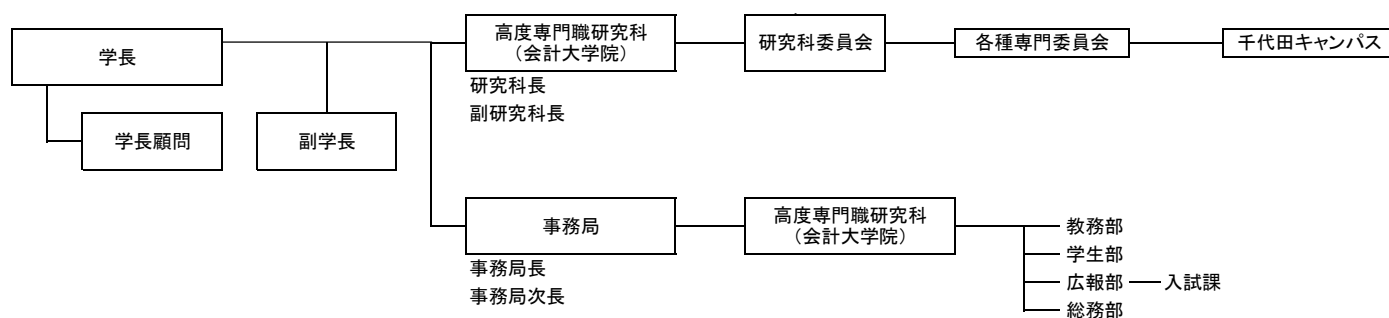 学長
学長顧問
副学長
高度専門職研究科
（会計大学院）
研究科長
副研究科長
研究科委員会
各種専門委員会
千代田キャンパス
事務局
事務局長
事務局次長
高度専門職研究科
（会計大学院）
教務部
学生部
広報部
入試課
総務部